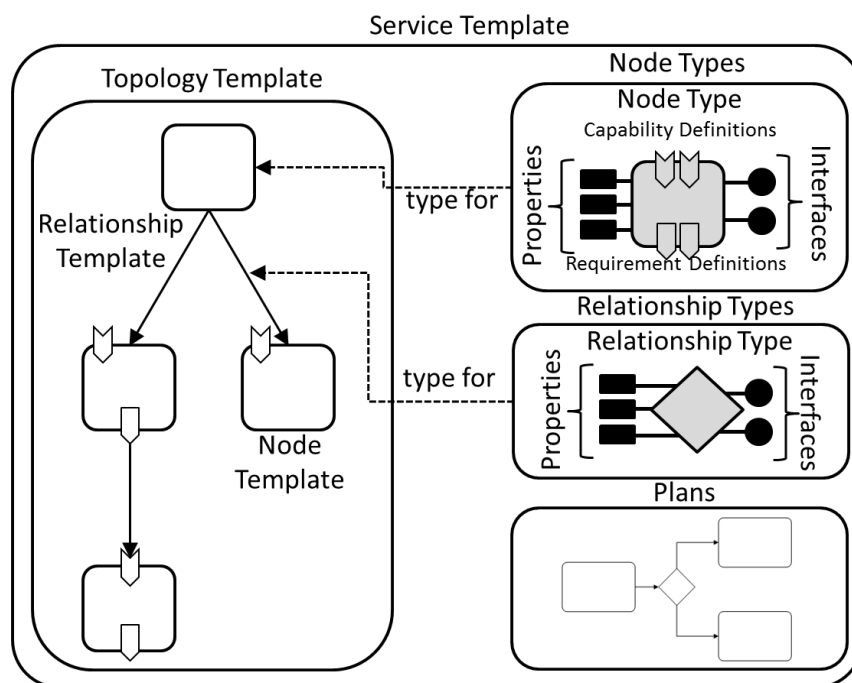 Service Template
Topology Template
Relationship
Template
Node
Template
type for
type for
Node Types
Node Type
Capability Definitions
Properties
Interfaces
Requirement Definitions
Relationship Types
Relationship Type
Properties
Interfaces
Plans